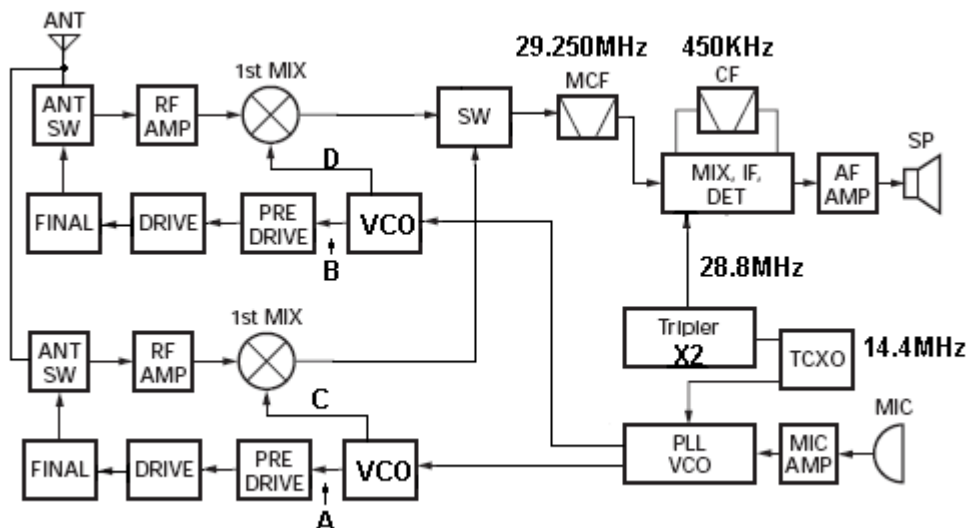 ANT
29.250MHz
450KHz
1st MIX
MCF
CF
ANT
SW
RF
AMP
SW
SP
D
MIX, IF,
DET
AF
AMP
FINAL
DRIVE
PRE
DRIVE
VCO
B
28.8MHz
1st MIX
Tripler
X2
14.4MHz
TCXO
ANT
SW
RF
AMP
C
MIC
FINAL
DRIVE
PRE
DRIVE
VCO
PLL
VCO
MIC
AMP
A